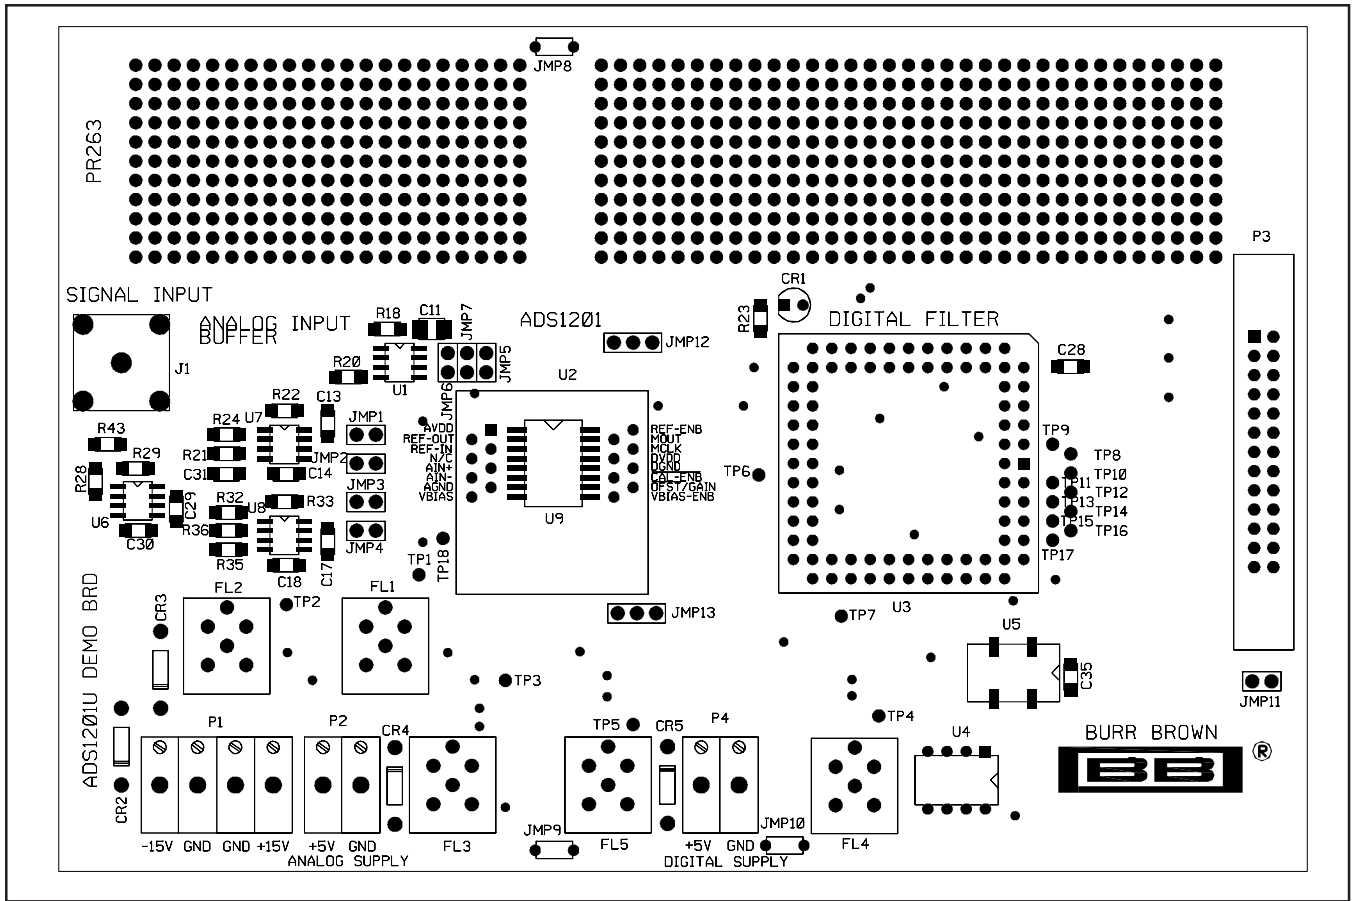 JMP8
PR263
P3
SIGNAL INPUT
ANALOG INPUT
BUFFER
J1
R18
C11
JMP7
ADS1201
JMP12
R23
CR1
DIGITAL FILTER
C28
R20
U1
JMP5
JMP6
U2
R22
C13
R24
U7
JMP1
R21
JMP2
C31
C14
R43
R29
R28
U6
C29
C30
R32
U8
R33
JMP3
R36
JMP4
R35
C18
C17
AVDD
REF-OUT
REF-IN
N/C
AIN+
AIN-
AGND
VBIAS
REF-ENB
MOUT
MCLK
DVDD
DGND
CAL-ENB
OFST/GAIN
VBIAS-ENB
U9
TP6
TP9
TP8
TP10
TP11
TP12
TP13
TP14
TP15
TP16
TP17
TP1
TP18
U3
ADS1201U DEMO BRD
CR3
FL2
TP2
FL1
JMP13
TP7
U5
C35
TP3
JMP11
CR2
P1
P2
CR4
TP5
CR5
P4
TP4
U4
BURR BROWN
BB®
-15V GND GND +15V
+5V GND
ANALOG SUPPLY
FL3
JMP9
FL5
+5V GND
DIGITAL SUPPLY
JMP10
FL4